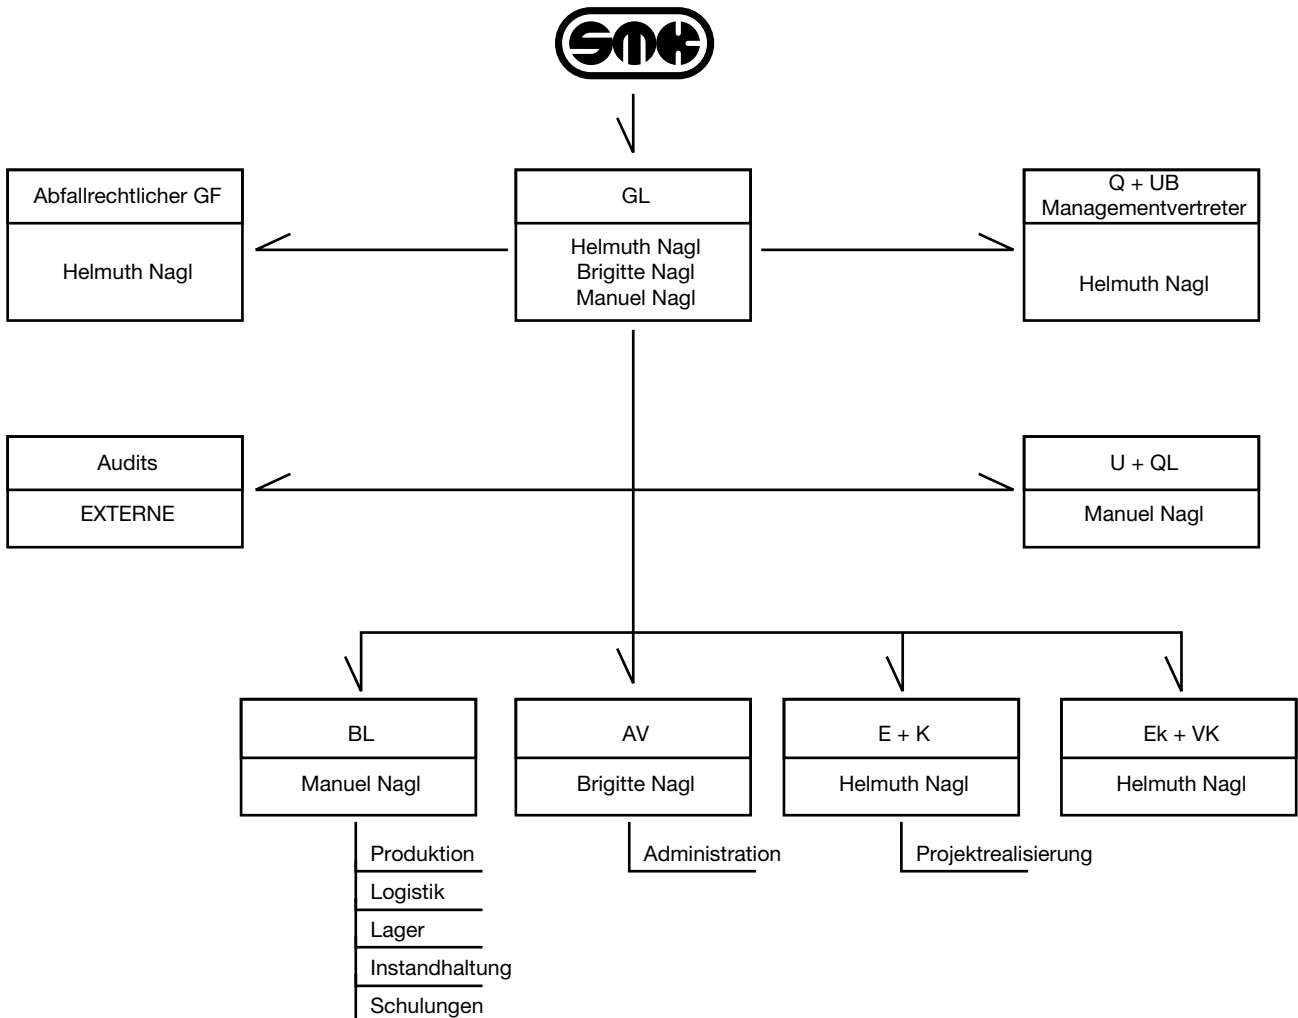 SMK
Abfallrechtlicher GF
Helmuth Nagl
GL
Helmuth Nagl
Brigitte Nagl
Manuel Nagl
Q + UB
Managementvertreter
Helmuth Nagl
Audits
EXTERNE
U + QL
Manuel Nagl
BL
Manuel Nagl
Produktion
Logistik
Lager
Instandhaltung
Schulungen
AV
Brigitte Nagl
Administration
E + K
Helmuth Nagl
Projektrealisierung
Ek + VK
Helmuth Nagl